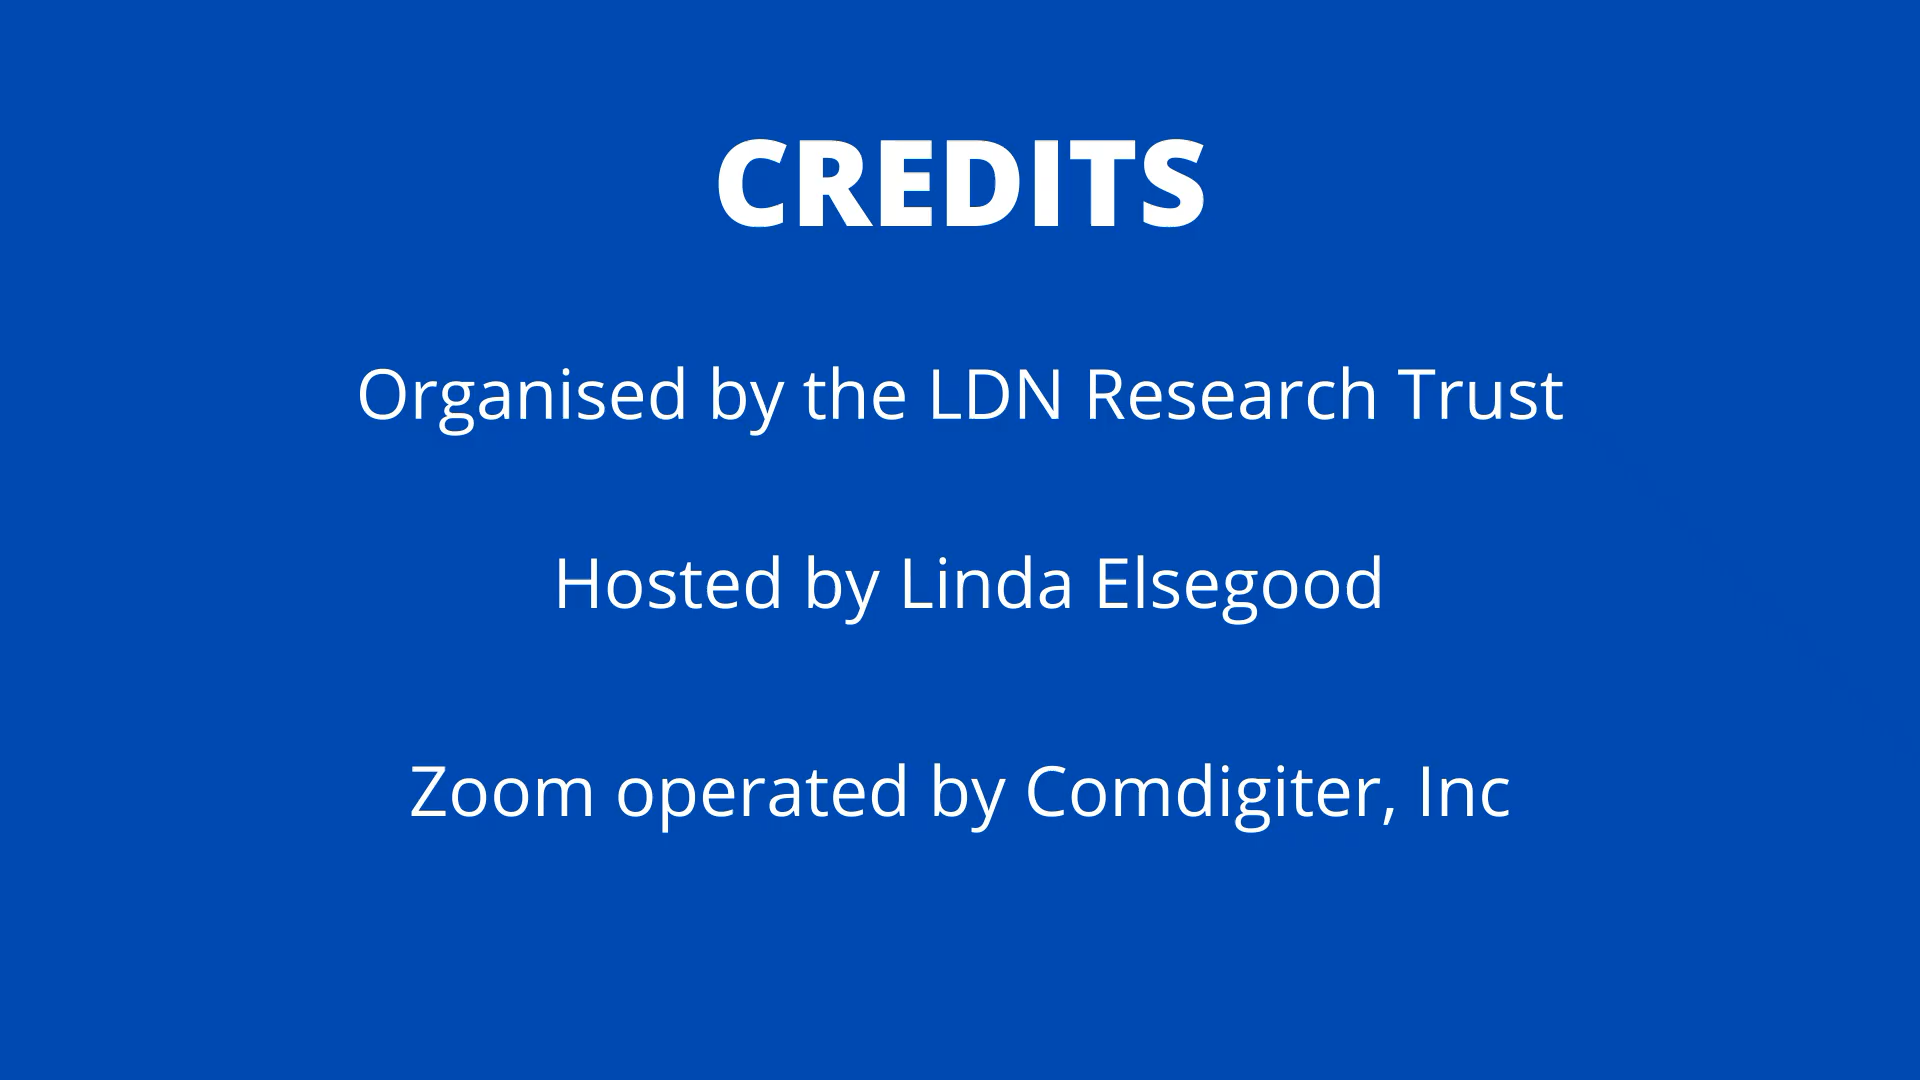 CREDITS
Organised by the LDN Research Trust
Hosted by Linda Elsegood
Zoom operated by Comdigiter, Inc